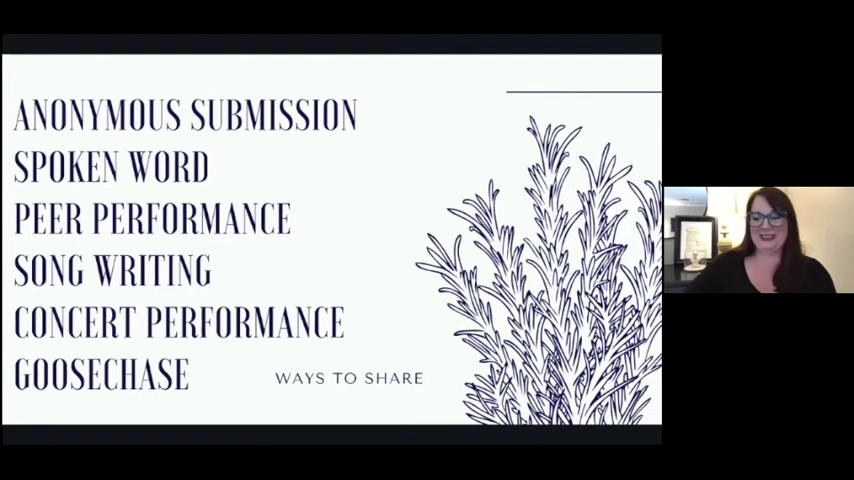 ANONYMOUS SUBMISSION
SPOKEN WORD
PEER PERFORMANCE
SONG WRITING
CONCERT PERFORMANCE
GOOSECHASE
WAYS TO SHARE